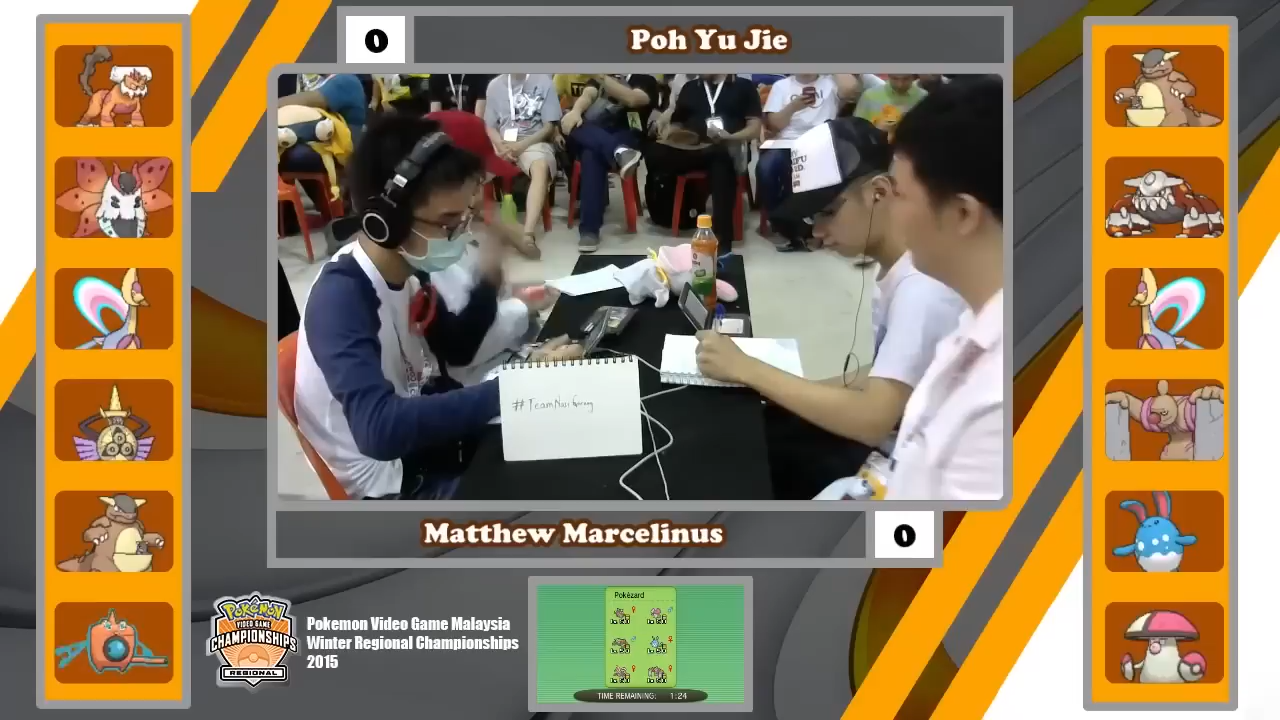 0
Poh Yu Jie
#TeamNasiGoreng
Matthew Marcelinus
0
Pokémon
VIDEO GAME
CHAMPIONSHIPS
REGIONAL
Pokemon Video Game Malaysia
Winter Regional Championships
2015
Pokézard
TIME REMAINING: 1:24